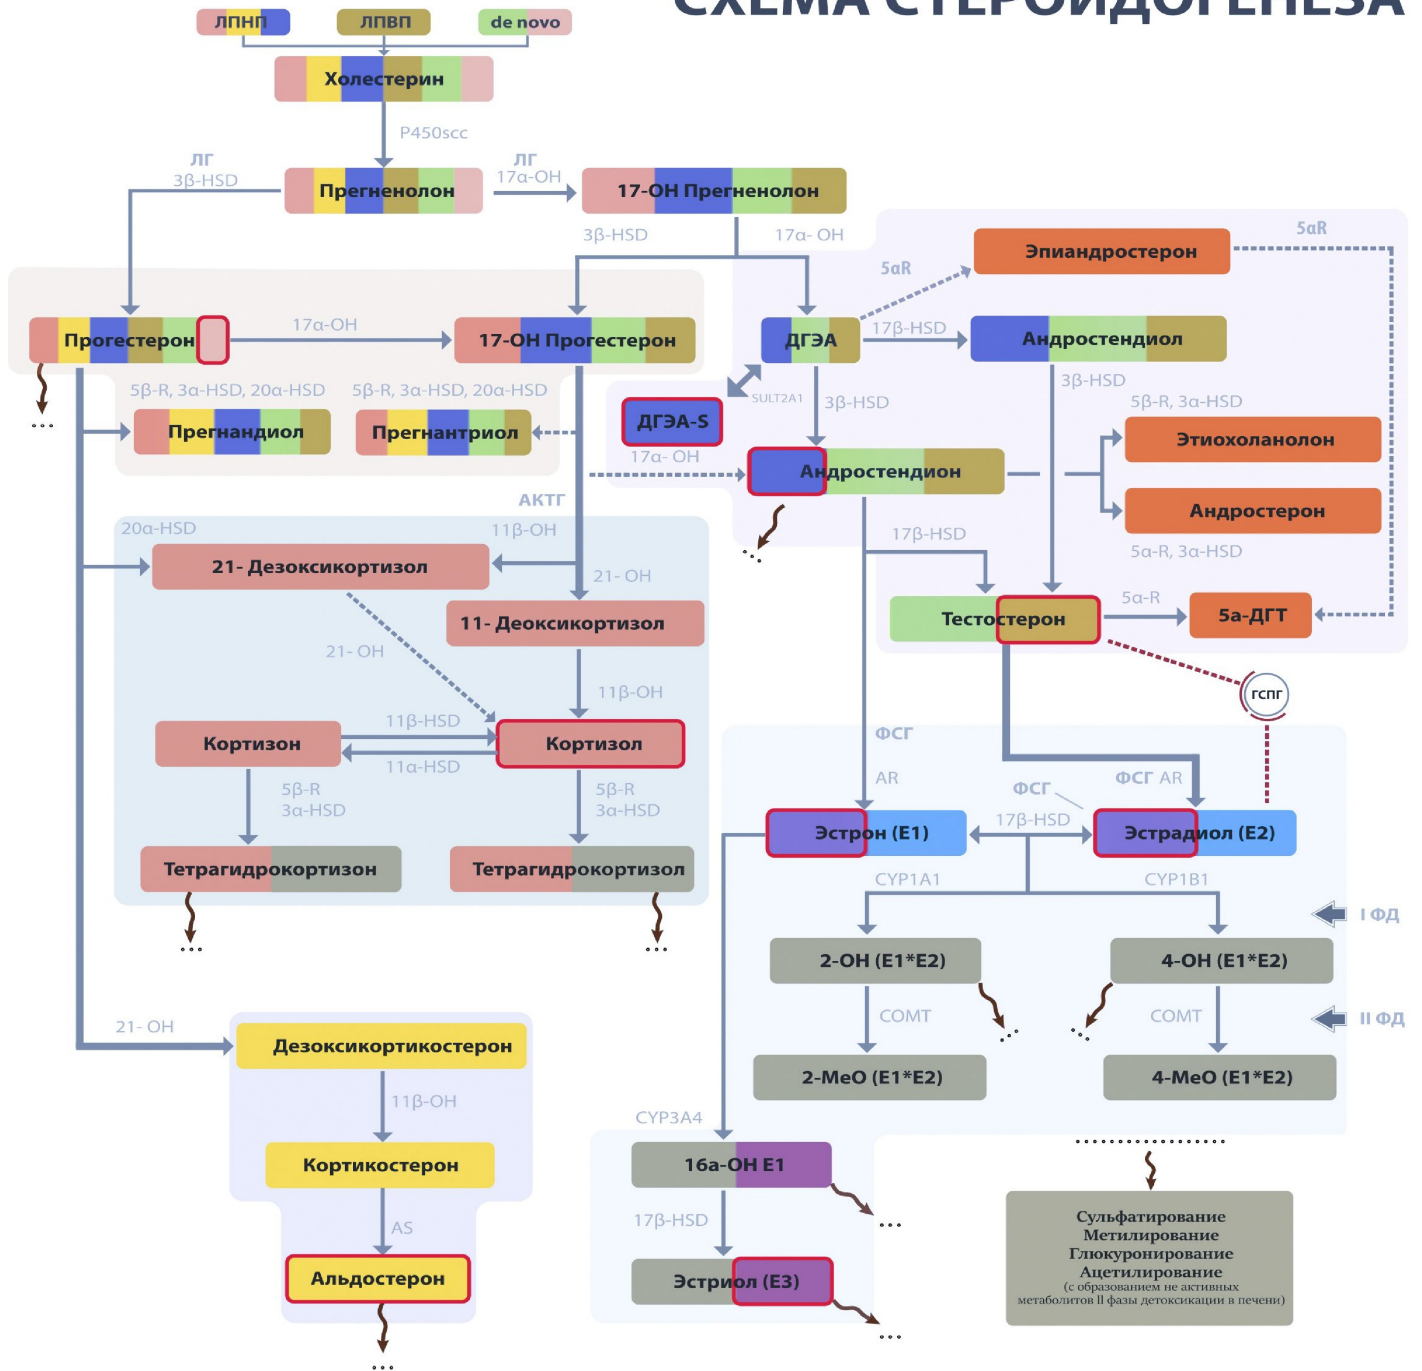 СХЕМА СТЕРОИДОГЕНЕЗА
ЛПНП
ЛПВП
de novo
Холестерин
P450scc
ЛГ
3β-HSD
Прегненолон
ЛГ
17α-OH
17-ОН Прегненолон
3β-HSD
17α- OH
5αR
Эпиандростерон
5αR
Прогестерон
17α-OH
17-ОН Прогестерон
ДГЭА
17β-HSD
Андростендиол
5β-R, 3α-HSD, 20α-HSD
5β-R, 3α-HSD, 20α-HSD
SULT2A1
3β-HSD
3β-HSD
5β-R, 3α-HSD
Прегнандиол
Прегнантриол
ДГЭА-S
Этиохоланолон
17α- OH
Андростендион
АКТГ
Андростерон
20α-HSD
11β-OH
17β-HSD
5α-R, 3α-HSD
21- Дезоксикортизол
21- OH
5α-R
11- Деоксикортизол
Тестостерон
5а-ДГТ
21- OH
11β-OH
ГСПГ
11β-HSD
Кортизон
Кортизол
11α-HSD
ФСГ
AR
ФСГ AR
ФСГ
5β-R
3α-HSD
5β-R
3α-HSD
17β-HSD
Эстрон (E1)
Эстрадиол (E2)
Тетрагидрокортизон
Тетрагидрокортизол
CYP1A1
CYP1B1
I ФД
2-OH (E1*E2)
4-OH (E1*E2)
21- OH
COMT
COMT
II ФД
Дезоксикортикостерон
2-MeO (E1*E2)
4-MeO (E1*E2)
11β-OH
CYP3A4
Кортикостерон
16a-OH E1
17β-HSD
AS
Альдостерон
Эстриол (E3)
Сульфатирование
Метилирование
Глюкуронирование
Ацетилирование
(с образованием не активных
метаболитов II фазы детоксикации в печени)